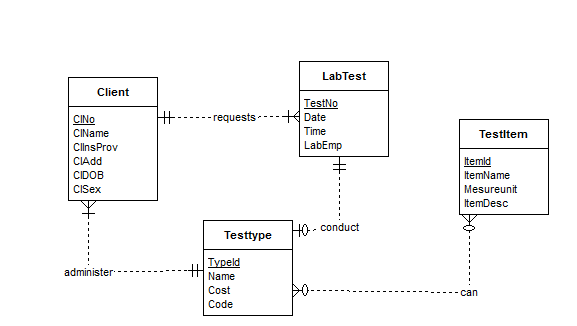 Client
ClNo
ClName
ClInsProv
ClAdd
ClDOB
ClSex
requests
LabTest
TestNo
Date
Time
LabEmp
TestItem
ItemId
ItemName
Mesureunit
ItemDesc
conduct
Testtype
TypeId
Name
Cost
Code
administer
can